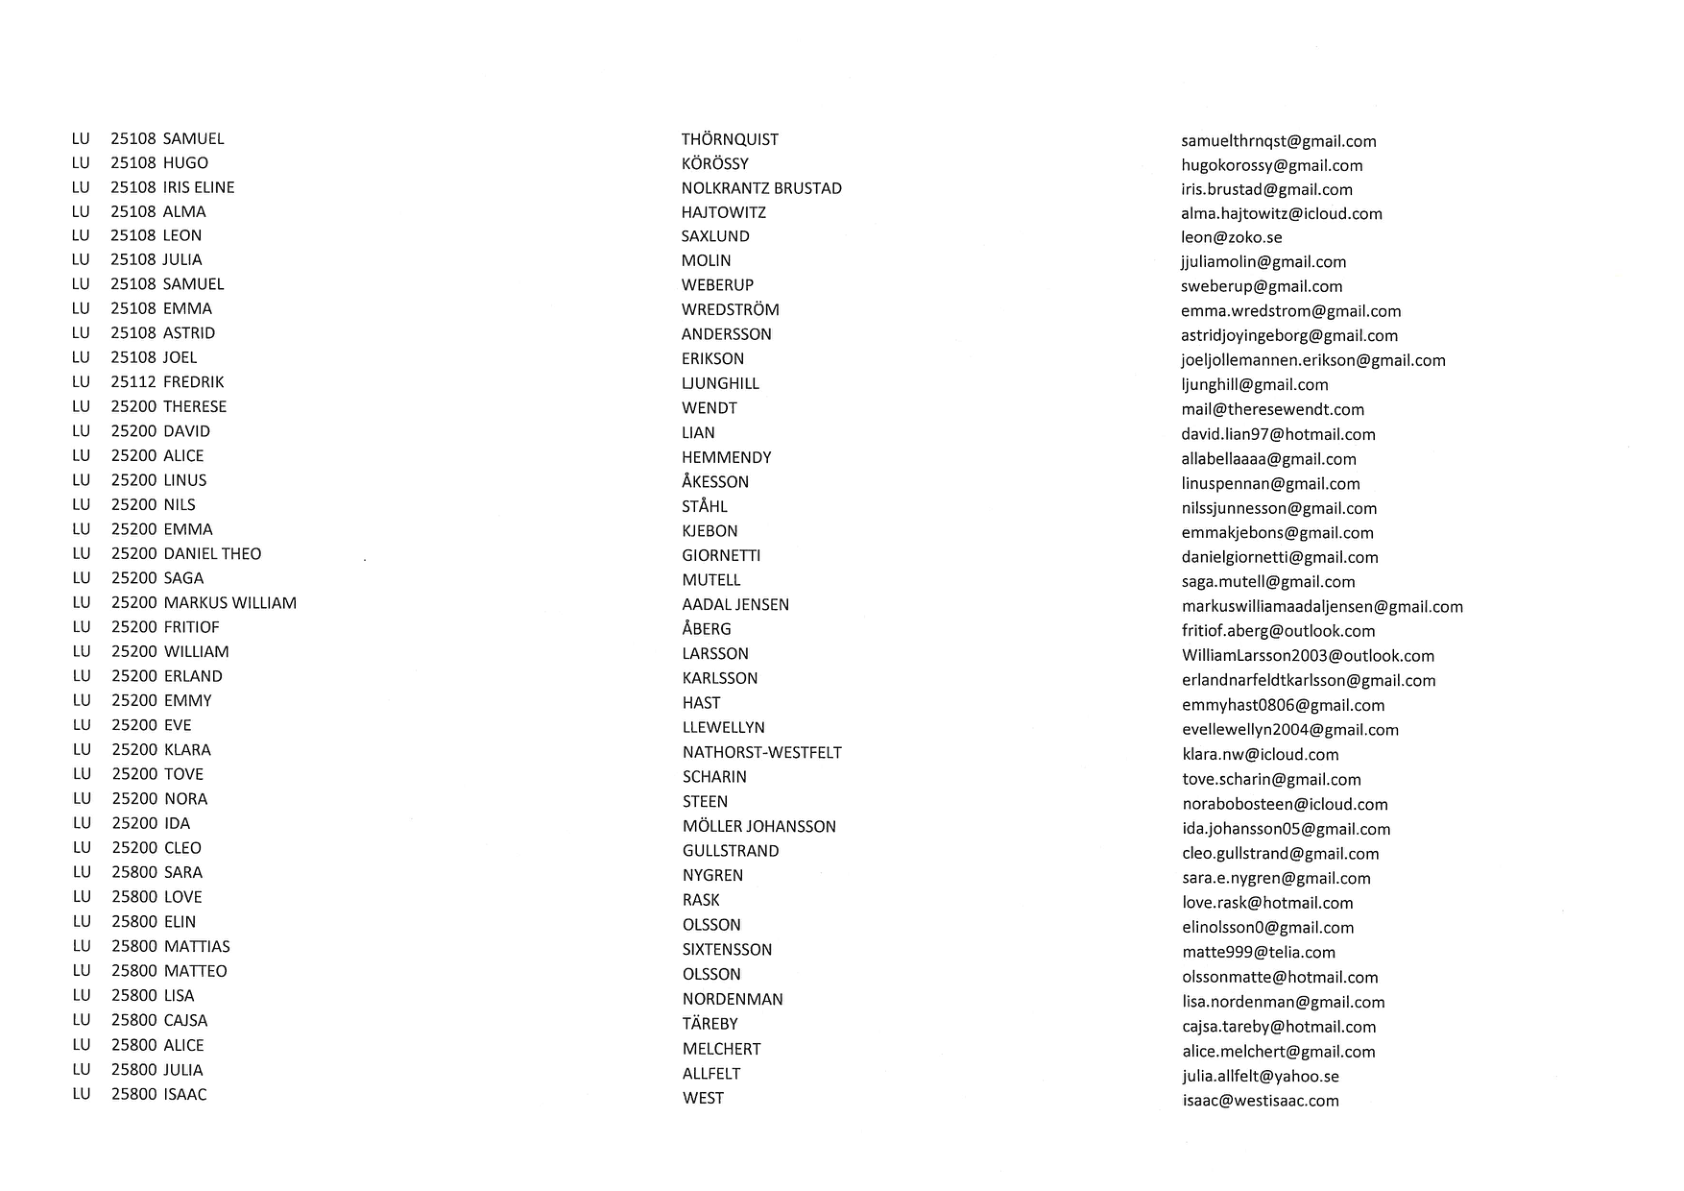 LU 25108 SAMUEL THÖRNQUIST samuelthrnqst@gmail.com
LU 25108 HUGO KÖRÖSSY hugokorossy@gmail.com
LU 25108 IRIS ELINE NOLKRANTZ BRUSTAD iris.brustad@gmail.com
LU 25108 ALMA HAJTOWITZ alma.hajtowitz@icloud.com
LU 25108 LEON SAXLUND leon@zoko.se
LU 25108 JULIA MOLIN jjuliamolin@gmail.com
LU 25108 SAMUEL WEBERUP sweberup@gmail.com
LU 25108 EMMA WREDSTRÖM emma.wredstrom@gmail.com
LU 25108 ASTRID ANDERSSON astridjoyingeborg@gmail.com
LU 25108 JOEL ERIKSON joeljollemannen.erikson@gmail.com
LU 25112 FREDRIK LJUNGHILL ljunghill@gmail.com
LU 25200 THERESE WENDT mail@theresewendt.com
LU 25200 DAVID LIAN david.lian97@hotmail.com
LU 25200 ALICE HEMMENDY allabellaaaa@gmail.com
LU 25200 LINUS ÅKESSON linuspennan@gmail.com
LU 25200 NILS STÅHL nilssjunnesson@gmail.com
LU 25200 EMMA KJEBON emmakjebons@gmail.com
LU 25200 DANIEL THEO GIORNETTI danielgiornetti@gmail.com
LU 25200 SAGA MUTELL saga.mutell@gmail.com
LU 25200 MARKUS WILLIAM AADAL JENSEN markuswilliamaadaljensen@gmail.com
LU 25200 FRITIOF ÅBERG fritiof.aberg@outlook.com
LU 25200 WILLIAM LARSSON WilliamLarsson2003@outlook.com
LU 25200 ERLAND KARLSSON erlandnarfeldtkarlsson@gmail.com
LU 25200 EMMY HAST emmyhast0806@gmail.com
LU 25200 EVE LLEWELLYN evellewellyn2004@gmail.com
LU 25200 KLARA NATHORST-WESTFELT klara.nw@icloud.com
LU 25200 TOVE SCHARIN tove.scharin@gmail.com
LU 25200 NORA STEEN norabobosteen@icloud.com
LU 25200 IDA MÖLLER JOHANSSON ida.johansson05@gmail.com
LU 25200 CLEO GULLSTRAND cleo.gullstrand@gmail.com
LU 25800 SARA NYGREN sara.e.nygren@gmail.com
LU 25800 LOVE RASK love.rask@hotmail.com
LU 25800 ELIN OLSSON elinolsson0@gmail.com
LU 25800 MATTIAS SIXTENSSON matte999@telia.com
LU 25800 MATTEO OLSSON olssonmatte@hotmail.com
LU 25800 LISA NORDENMAN lisa.nordenman@gmail.com
LU 25800 CAJSA TÄREBY cajsa.tareby@hotmail.com
LU 25800 ALICE MELCHERT alice.melchert@gmail.com
LU 25800 JULIA ALLFELT julia.allfelt@yahoo.se
LU 25800 ISAAC WEST isaac@westisaac.com